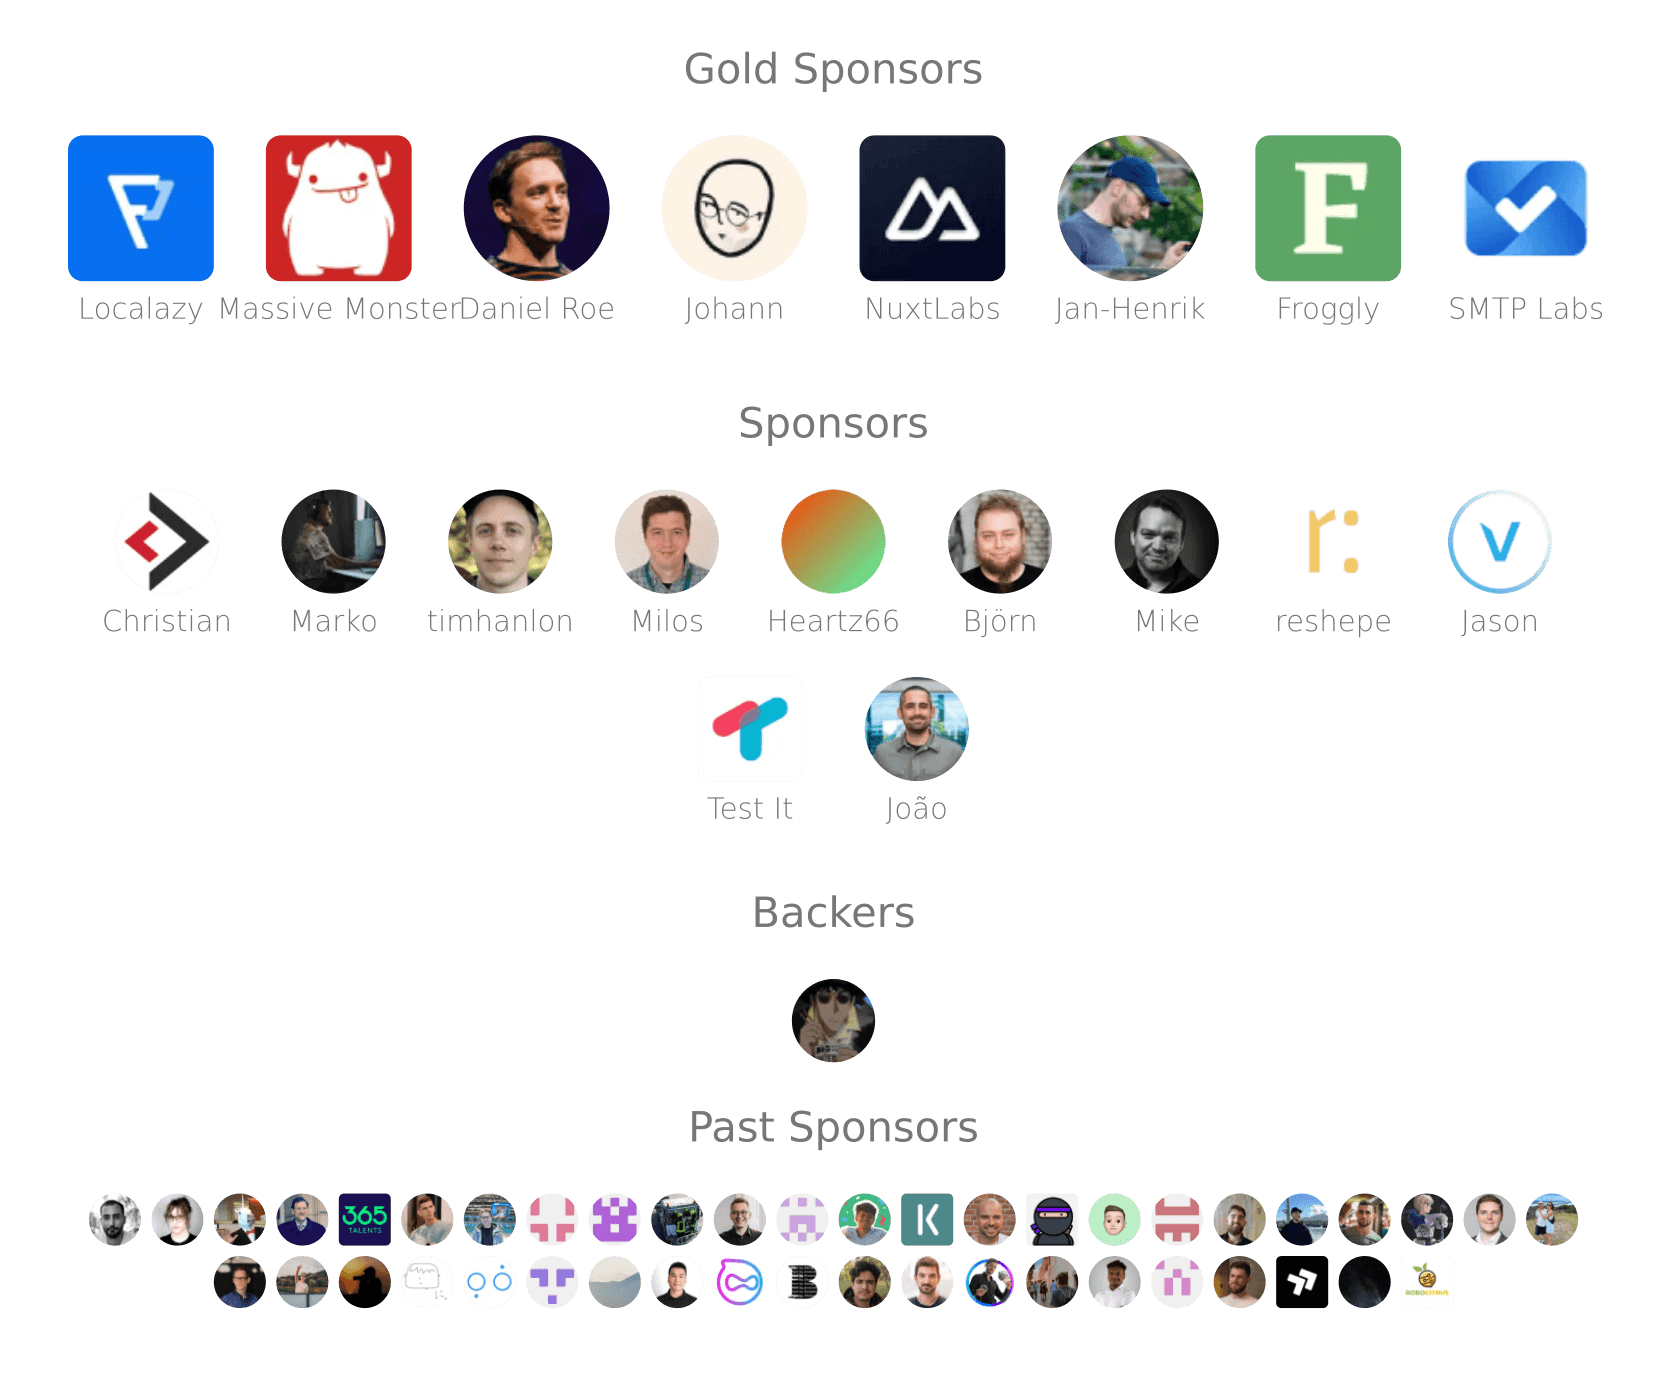 Gold Sponsors
Localazy Massive Monster Daniel Roe Johann NuxtLabs Jan-Henrik Froggly SMTP Labs
Sponsors
Christian Marko timhanlon Milos Heartz66 Björn Mike reshepe Jason
r:
Test It João
Backers
Past Sponsors
365
TALENTS
ROBOCITRUS